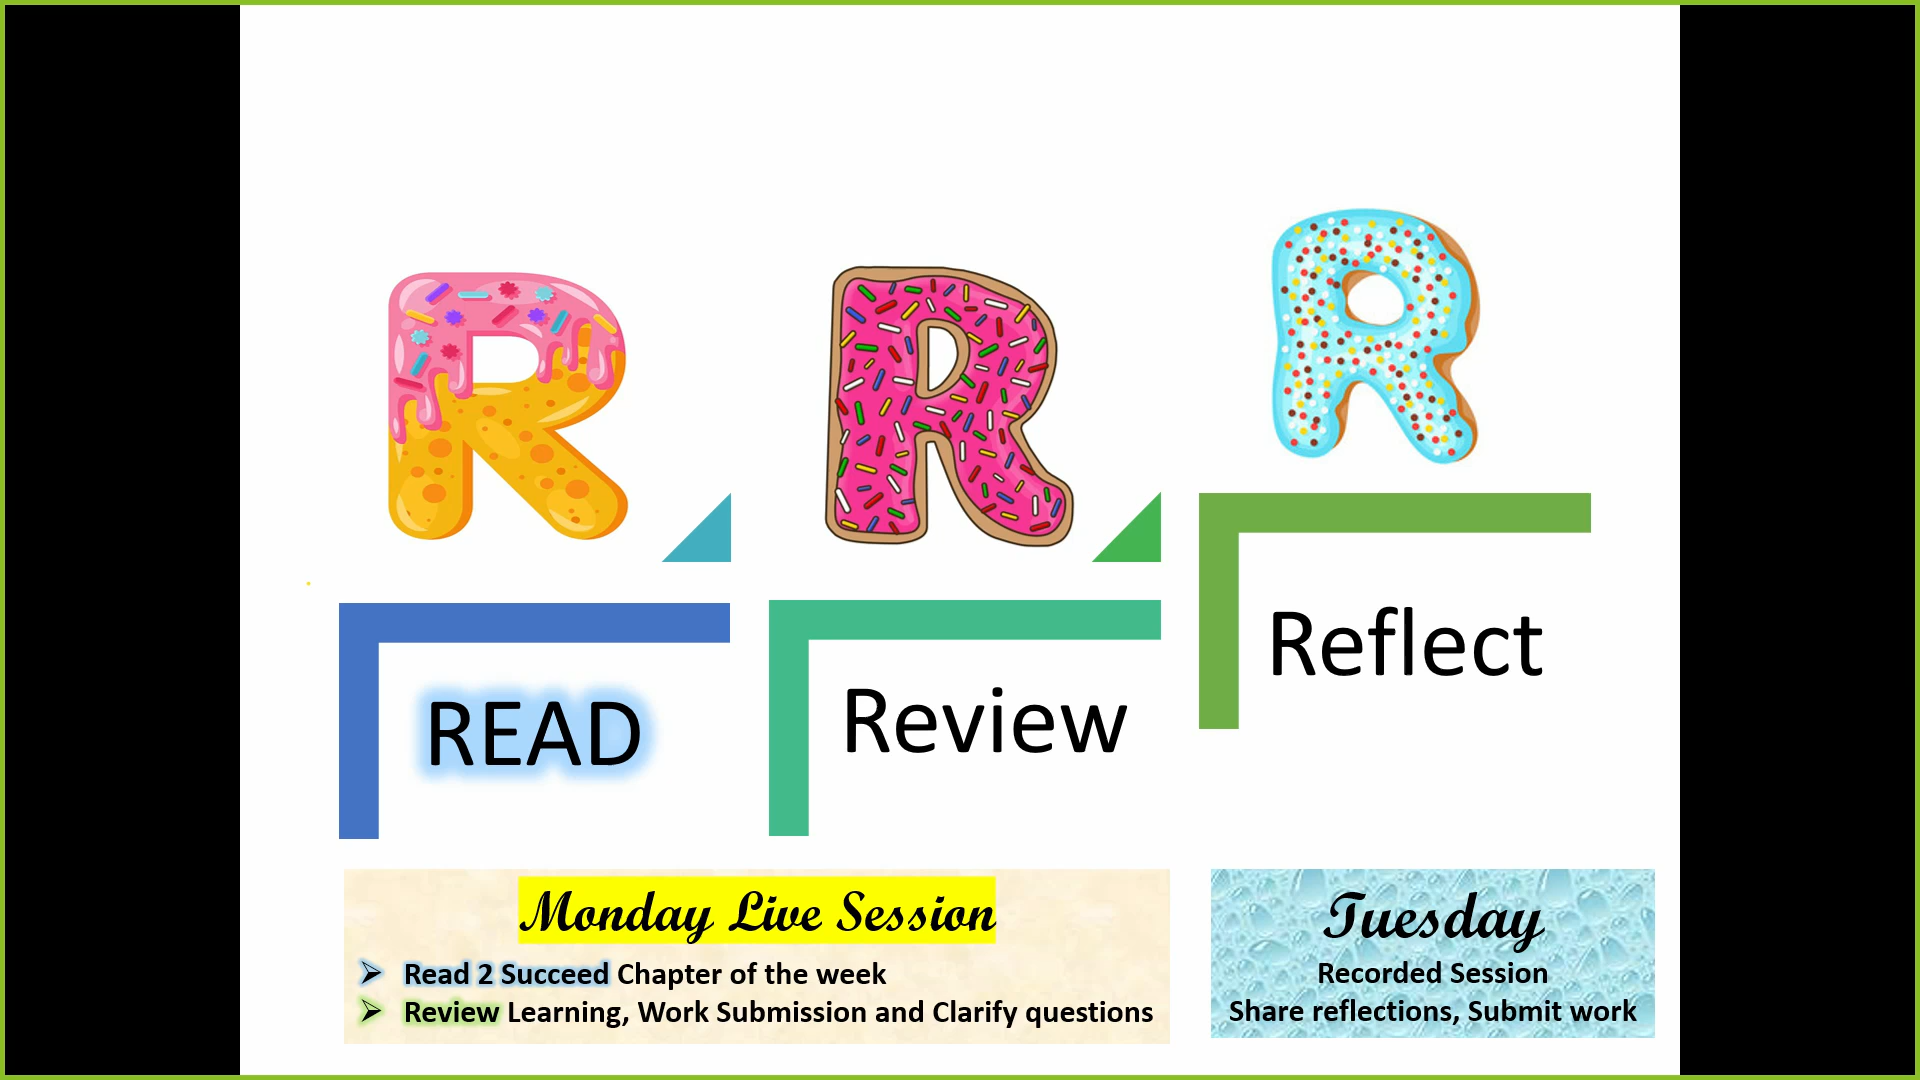 R
R
R
READ
Review
Reflect
Monday Live Session
➢ Read 2 Succeed Chapter of the week
➢ Review Learning, Work Submission and Clarify questions
Tuesday
Recorded Session
Share reflections, Submit work